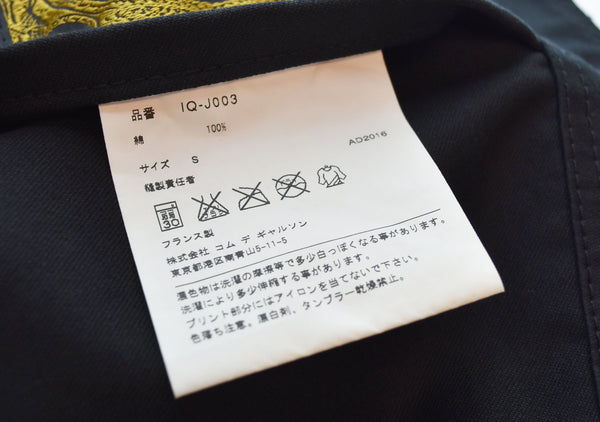 品番 IQ-J003
綿 100%
AD2016
サイズ S
縫製責任者
30
フランス製
株式会社 コム デ ギャルソン
東京都港区南青山5-11-5
濃色物は洗濯の摩擦等で多少白っぽくなる事があります。
洗濯により多少伸縮する事があります。
プリント部分にはアイロンを当てないで下さい。
色落ち注意。漂白剤、タンブラー乾燥禁止。